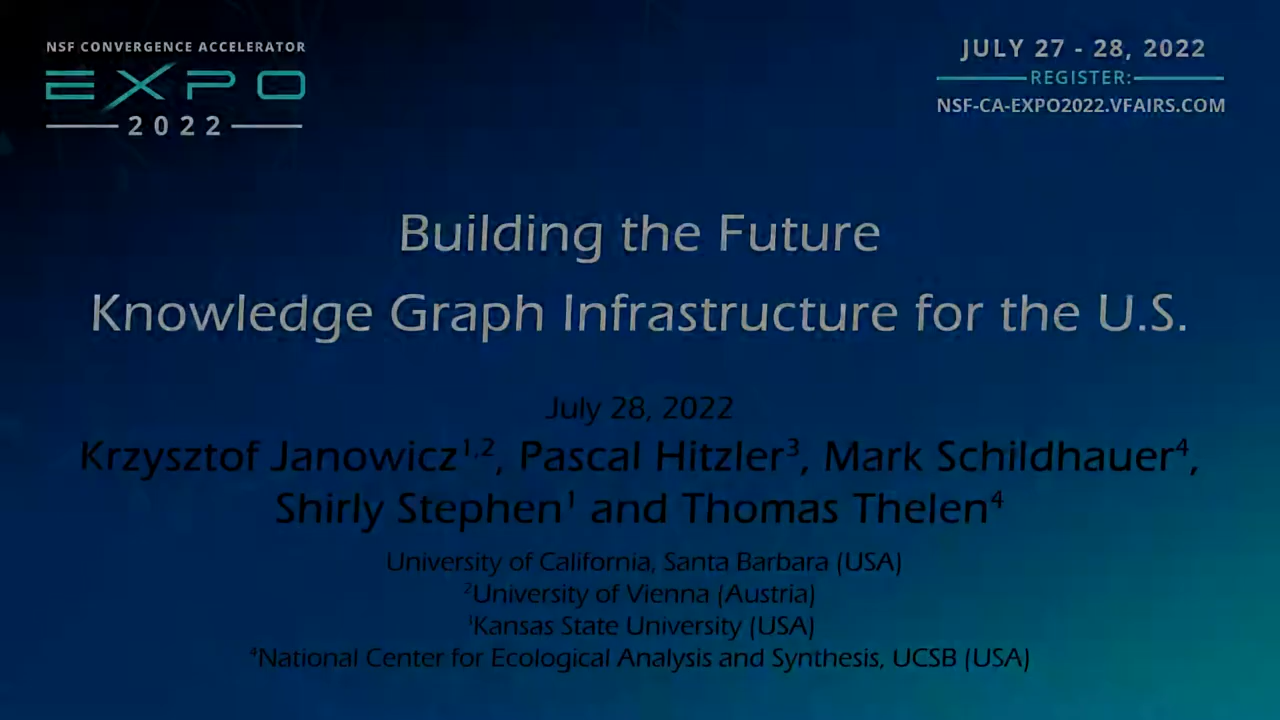 NSF CONVERGENCE ACCELERATOR
EXPO
2022
JULY 27 - 28, 2022
REGISTER:
NSF-CA-EXPO2022.VFAIRS.COM
Building the Future
Knowledge Graph Infrastructure for the U.S.
July 28, 2022
Krzysztof Janowicz¹,², Pascal Hitzler³, Mark Schildhauer⁴,
Shirly Stephen¹ and Thomas Thelen⁴
University of California, Santa Barbara (USA)
²University of Vienna (Austria)
¹Kansas State University (USA)
⁴National Center for Ecological Analysis and Synthesis, UCSB (USA)